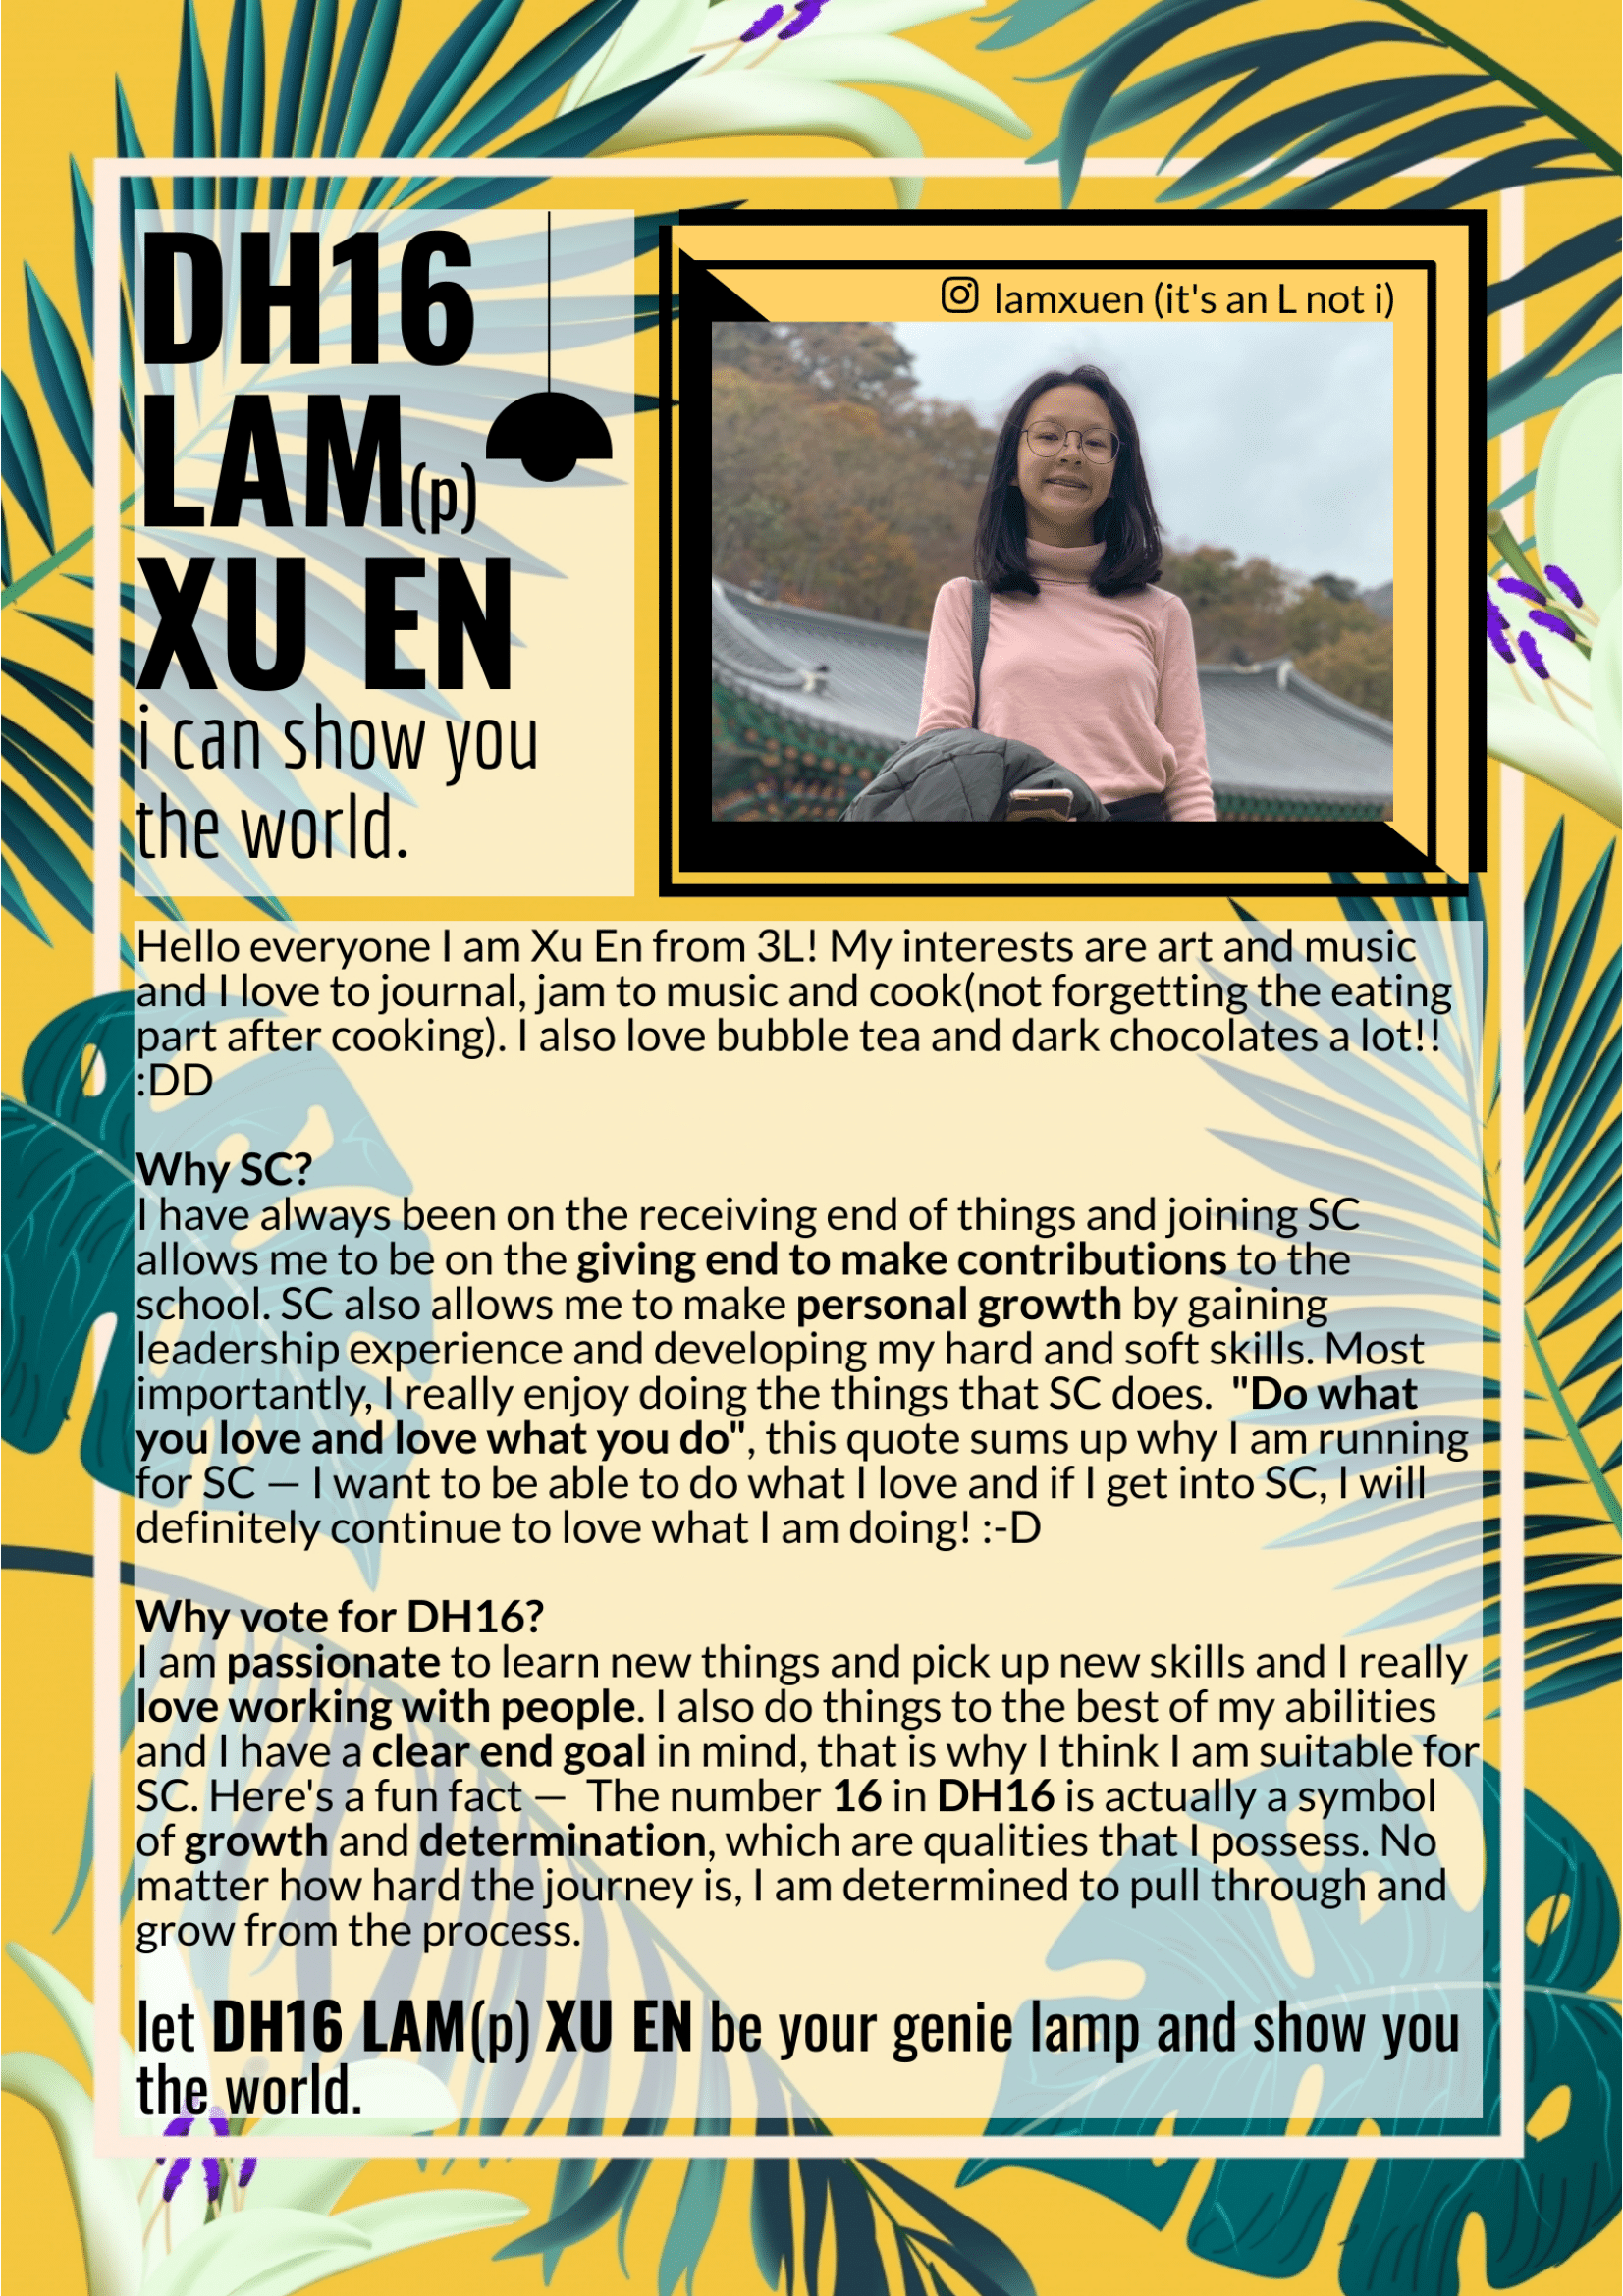 DH16
LAM(p)
XU EN
i can show you
the world.
lamxuen (it's an L not i)
Hello everyone I am Xu En from 3L! My interests are art and music
and I love to journal, jam to music and cook(not forgetting the eating
part after cooking). I also love bubble tea and dark chocolates a lot!!
:DD
Why SC?
I have always been on the receiving end of things and joining SC
allows me to be on the giving end to make contributions to the
school. SC also allows me to make personal growth by gaining
leadership experience and developing my hard and soft skills. Most
importantly, I really enjoy doing the things that SC does.  "Do what
you love and love what you do", this quote sums up why I am running
for SC — I want to be able to do what I love and if I get into SC, I will
definitely continue to love what I am doing! :-D
Why vote for DH16?
I am passionate to learn new things and pick up new skills and I really
love working with people. I also do things to the best of my abilities
and I have a clear end goal in mind, that is why I think I am suitable for
SC. Here's a fun fact —  The number 16 in DH16 is actually a symbol
of growth and determination, which are qualities that I possess. No
matter how hard the journey is, I am determined to pull through and
grow from the process.
let DH16 LAM(p) XU EN be your genie lamp and show you
the world.